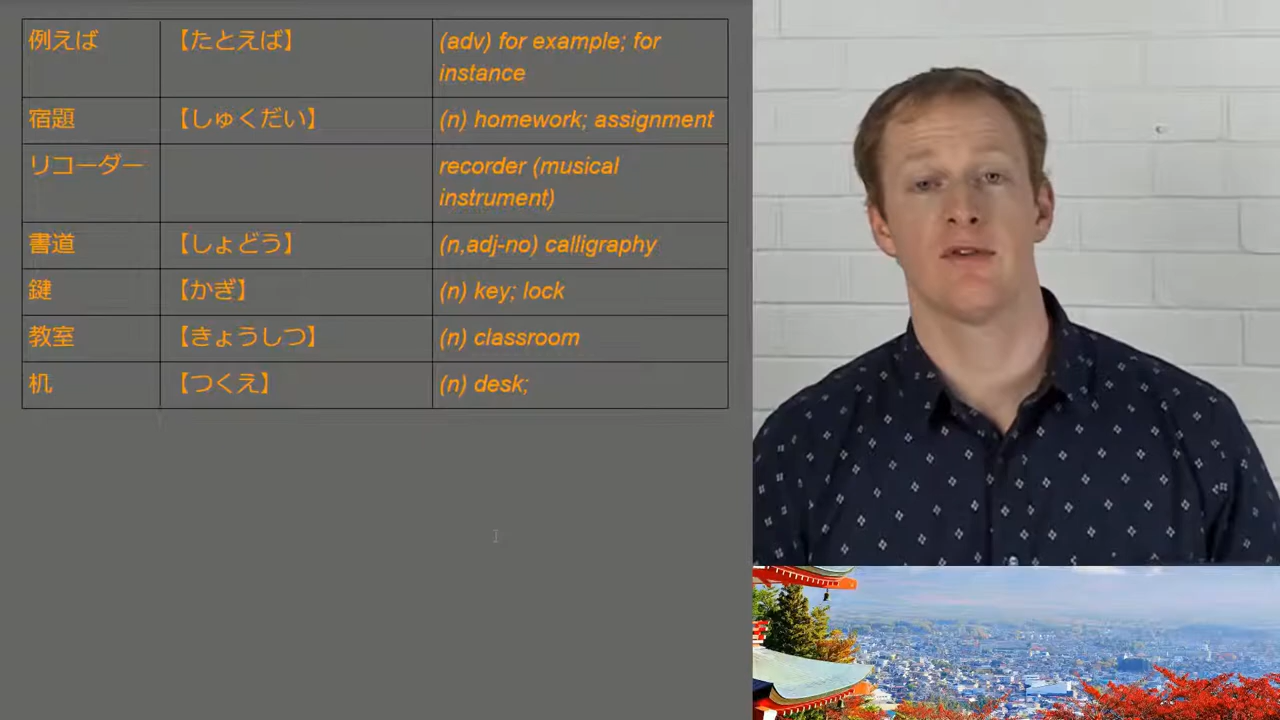 例えば 【たとえば】 (adv) for example; for
instance
宿題 【しゅくだい】 (n) homework; assignment
リコーダー recorder (musical
instrument)
書道 【しょどう】 (n,adj-no) calligraphy
鍵 【かぎ】 (n) key; lock
教室 【きょうしつ】 (n) classroom
机 【つくえ】 (n) desk;